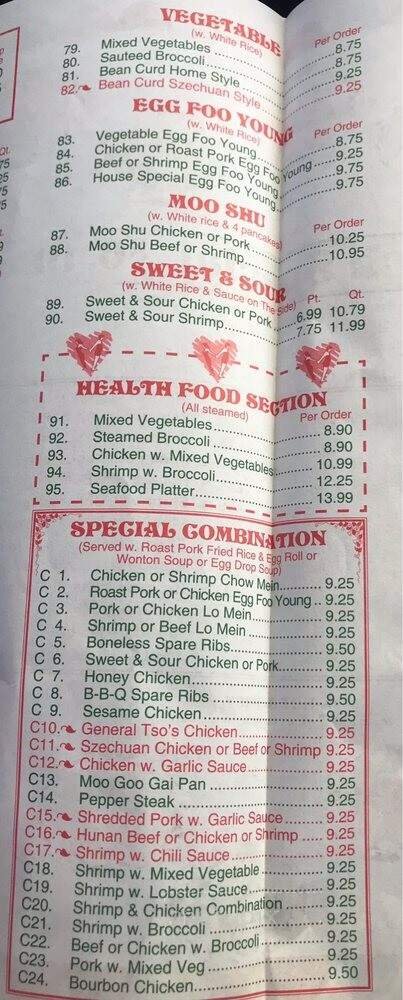 VEGETABLE
(w. White Rice)
Per Order
79. Mixed Vegetables 8.75
80. Sauteed Broccoli 8.75
81. Bean Curd Home Style 9.25
82. Bean Curd Szechuan Style 9.25
EGG FOO YOUNG
(w. White Rice)
Per Order
83. Vegetable Egg Foo Young 8.75
84. Chicken or Roast Pork Egg Foo Young 9.25
85. Beef or Shrimp Egg Foo Young 9.75
86. House Special Egg Foo Young 9.75
MOO SHU
(w. White rice & 4 pancakes)
Per Order
87. Moo Shu Chicken or Pork 10.25
88. Moo Shu Beef or Shrimp 10.95
SWEET & SOUR
(w. White Rice & Sauce on The Side) Pt. Qt.
89. Sweet & Sour Chicken or Pork 6.99 10.79
90. Sweet & Sour Shrimp 7.75 11.99
HEALTH FOOD SECTION
(All steamed)
Per Order
91. Mixed Vegetables 8.90
92. Steamed Broccoli 8.90
93. Chicken w. Mixed Vegetables 10.99
94. Shrimp w. Broccoli 12.25
95. Seafood Platter 13.99
SPECIAL COMBINATION
(Served w. Roast Pork Fried Rice & Egg Roll or
Wonton Soup or Egg Drop Soup)
C 1. Chicken or Shrimp Chow Mein 9.25
C 2. Roast Pork or Chicken Egg Foo Young 9.25
C 3. Pork or Chicken Lo Mein 9.25
C 4. Shrimp or Beef Lo Mein 9.25
C 5. Boneless Spare Ribs 9.50
C 6. Sweet & Sour Chicken or Pork 9.25
C 7. Honey Chicken 9.25
C 8. B-B-Q Spare Ribs 9.50
C 9. Sesame Chicken 9.25
C10. General Tso's Chicken 9.25
C11. Szechuan Chicken or Beef or Shrimp 9.25
C12. Chicken w. Garlic Sauce 9.25
C13. Moo Goo Gai Pan 9.25
C14. Pepper Steak 9.25
C15. Shredded Pork w. Garlic Sauce 9.25
C16. Hunan Beef or Chicken or Shrimp 9.25
C17. Shrimp w. Chili Sauce 9.25
C18. Shrimp w. Mixed Vegetable 9.25
C19. Shrimp w. Lobster Sauce 9.25
C20. Shrimp & Chicken Combination 9.25
C21. Shrimp w. Broccoli 9.25
C22. Beef or Chicken w. Broccoli 9.25
C23. Pork w. Mixed Veg 9.25
C24. Bourbon Chicken 9.50